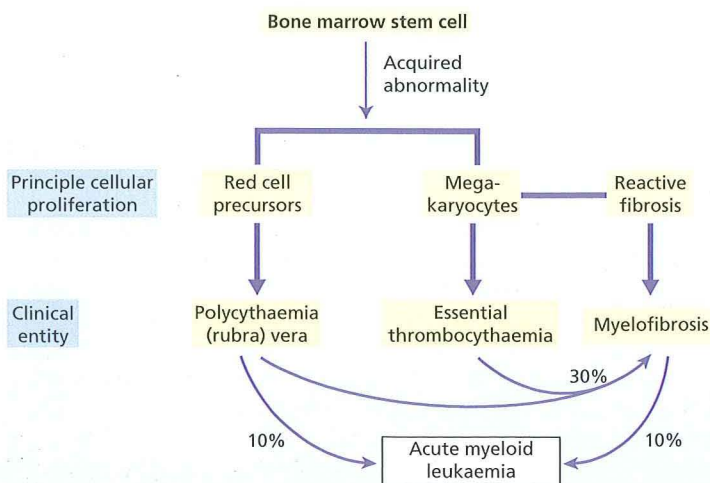 Bone marrow stem cell
Acquired
abnormality
Principle cellular
proliferation
Red cell
precursors
Mega-
karyocytes
Reactive
fibrosis
Clinical
entity
Polycythaemia
(rubra) vera
Essential
thrombocythaemia
Myelofibrosis
30%
10%
10%
Acute myeloid
leukaemia